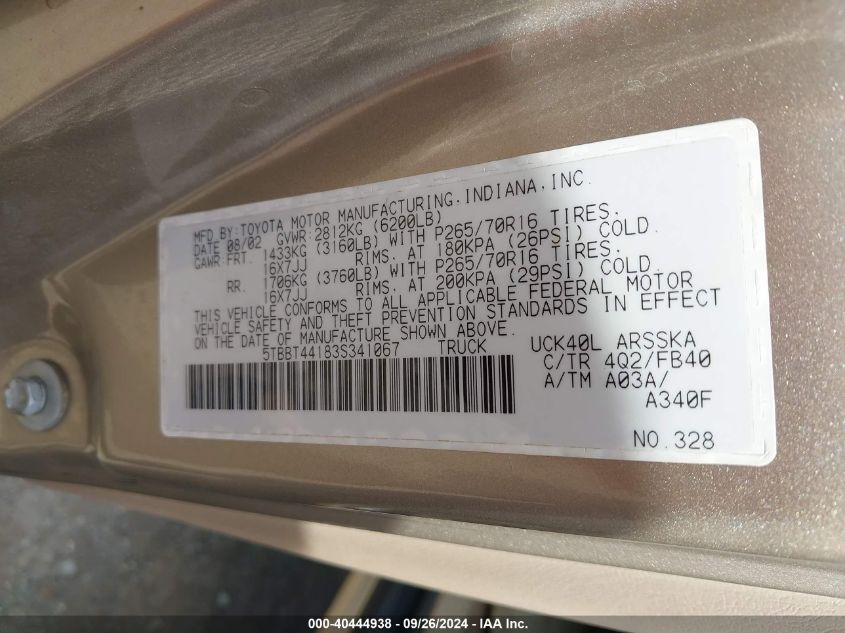 MFD.BY:TOYOTA MOTOR MANUFACTURING,INDIANA,INC.
DATE 08/02 GVWR:2812KG (6200LB)
GAWR:FRT. 1433KG (3160LB) WITH P265/70R16 TIRES.
16X7JJ RIMS. AT 180KPA (26PSI) COLD.
RR. 1706KG (3760LB) WITH P265/70R16 TIRES.
16X7JJ RIMS. AT 200KPA (29PSI) COLD.
THIS VEHICLE CONFORMS TO ALL APPLICABLE FEDERAL MOTOR
VEHICLE SAFETY AND THEFT PREVENTION STANDARDS IN EFFECT
ON THE DATE OF MANUFACTURE SHOWN ABOVE.
5TBBT44183S341067 TRUCK
UCK40L ARSSKA
C/TR 4Q2/FB40
A/TM A03A/
A340F
NO.328
000-40444938 - 09/26/2024 - IAA Inc.